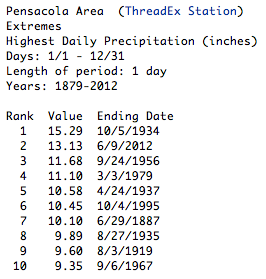 Pensacola Area (ThreadEx Station)
Extremes
Highest Daily Precipitation (inches)
Days: 1/1 - 12/31
Length of period: 1 day
Years: 1879-2012
Rank Value Ending Date
1 15.29 10/5/1934
2 13.13 6/9/2012
3 11.68 9/24/1956
4 11.10 3/3/1979
5 10.58 4/24/1937
6 10.45 10/4/1995
7 10.10 6/29/1887
8 9.89 8/27/1935
9 9.60 8/3/1919
10 9.35 9/6/1967